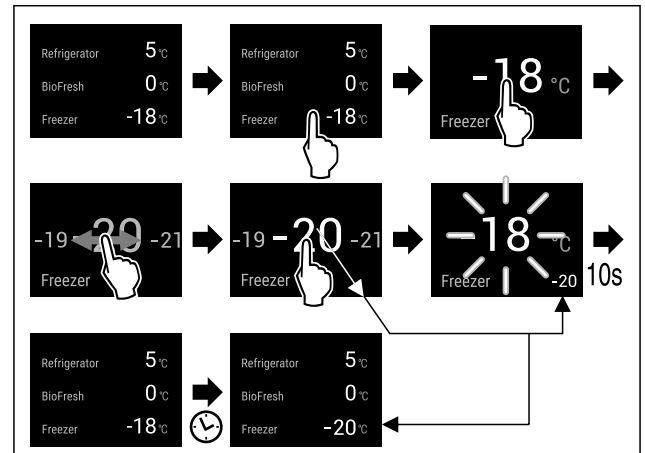 Refrigerator 5 °C
BioFresh 0 °C
Freezer -18 °C
Refrigerator 5 °C
BioFresh 0 °C
Freezer -18 °C
-18 °C
Freezer
-19 -20 -21
Freezer
-19 -20 -21
Freezer
-18 °C
Freezer -20
10s
Refrigerator 5 °C
BioFresh 0 °C
Freezer -18 °C
Refrigerator 5 °C
BioFresh 0 °C
Freezer -20 °C